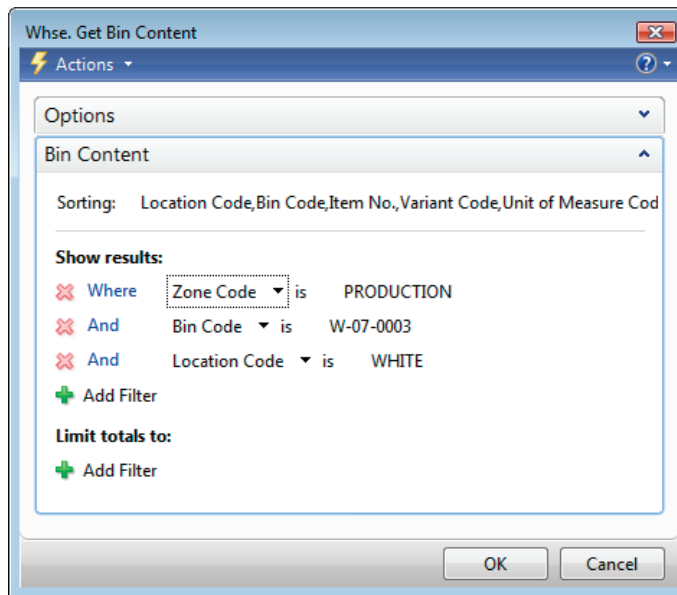 Whse. Get Bin Content
Actions
Options
Bin Content
Sorting: Location Code,Bin Code,Item No.,Variant Code,Unit of Measure Cod
Show results:
Where Zone Code is PRODUCTION
And Bin Code is W-07-0003
And Location Code is WHITE
Add Filter
Limit totals to:
Add Filter
OK Cancel